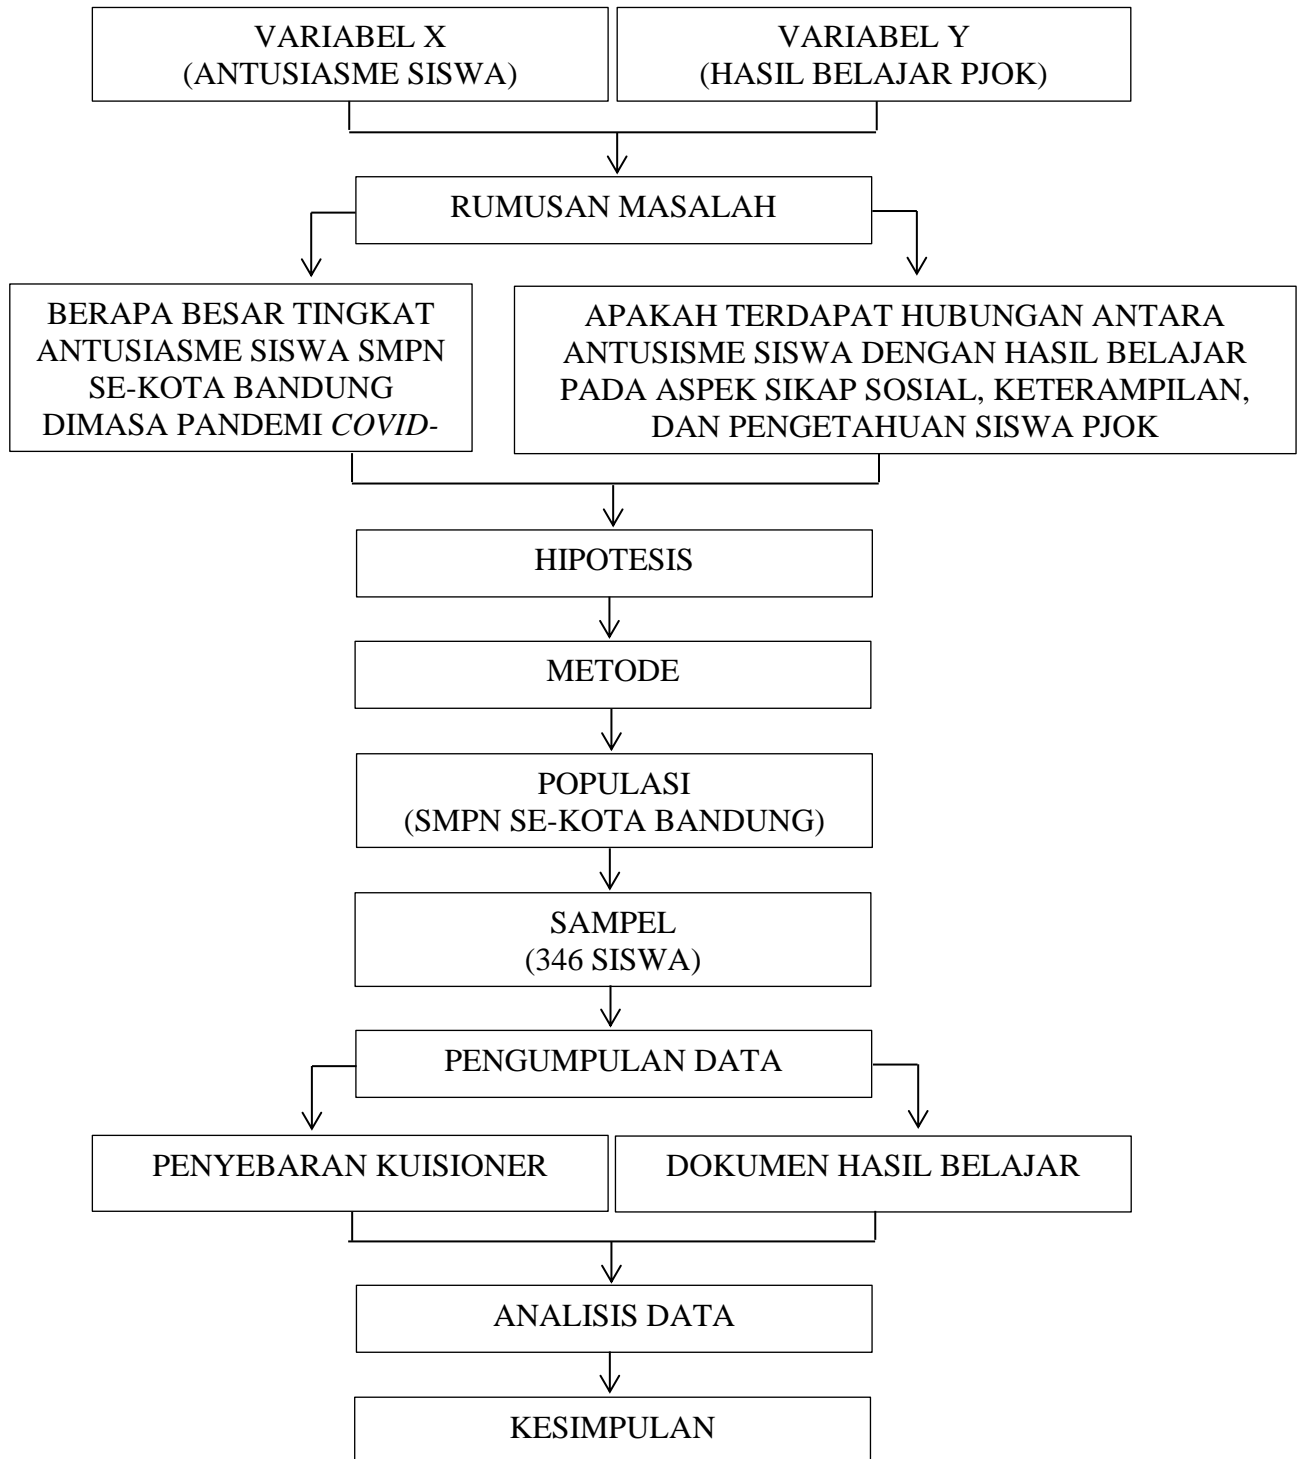 VARIABEL X
(ANTUSIASME SISWA)
VARIABEL Y
(HASIL BELAJAR PJOK)
RUMUSAN MASALAH
BERAPA BESAR TINGKAT
ANTUSIASME SISWA SMPN
SE-KOTA BANDUNG
DIMASA PANDEMI COVID-
APAKAH TERDAPAT HUBUNGAN ANTARA
ANTUSISME SISWA DENGAN HASIL BELAJAR
PADA ASPEK SIKAP SOSIAL, KETERAMPILAN,
DAN PENGETAHUAN SISWA PJOK
HIPOTESIS
METODE
POPULASI
(SMPN SE-KOTA BANDUNG)
SAMPEL
(346 SISWA)
PENGUMPULAN DATA
PENYEBARAN KUISIONER
DOKUMEN HASIL BELAJAR
ANALISIS DATA
KESIMPULAN